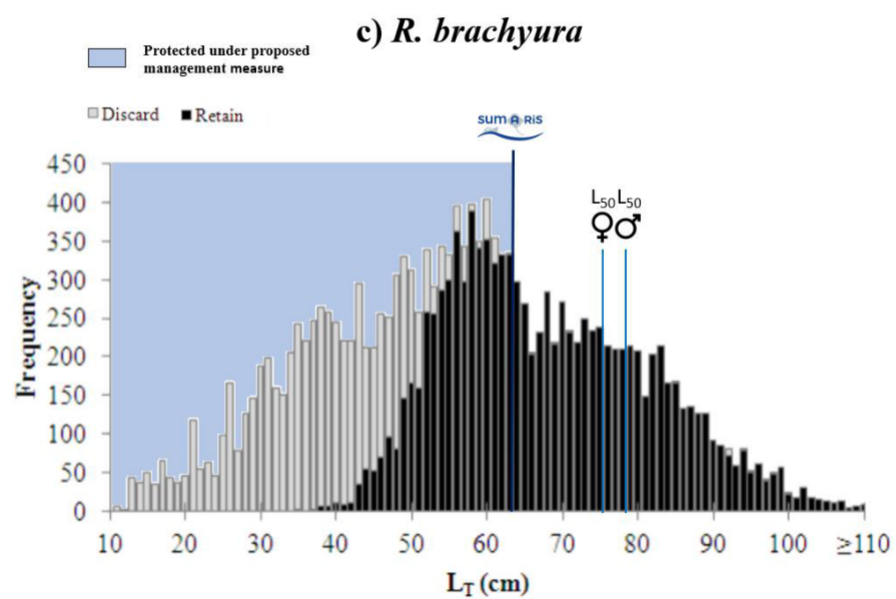 c) R. brachyura
Protected under proposed
management measure
Discard Retain
sumARiS
L50 L50
♀ ♂
450
400
350
300
250
200
150
100
50
0
Frequency
10 20 30 40 50 60 70 80 90 100 ≥110
LT (cm)